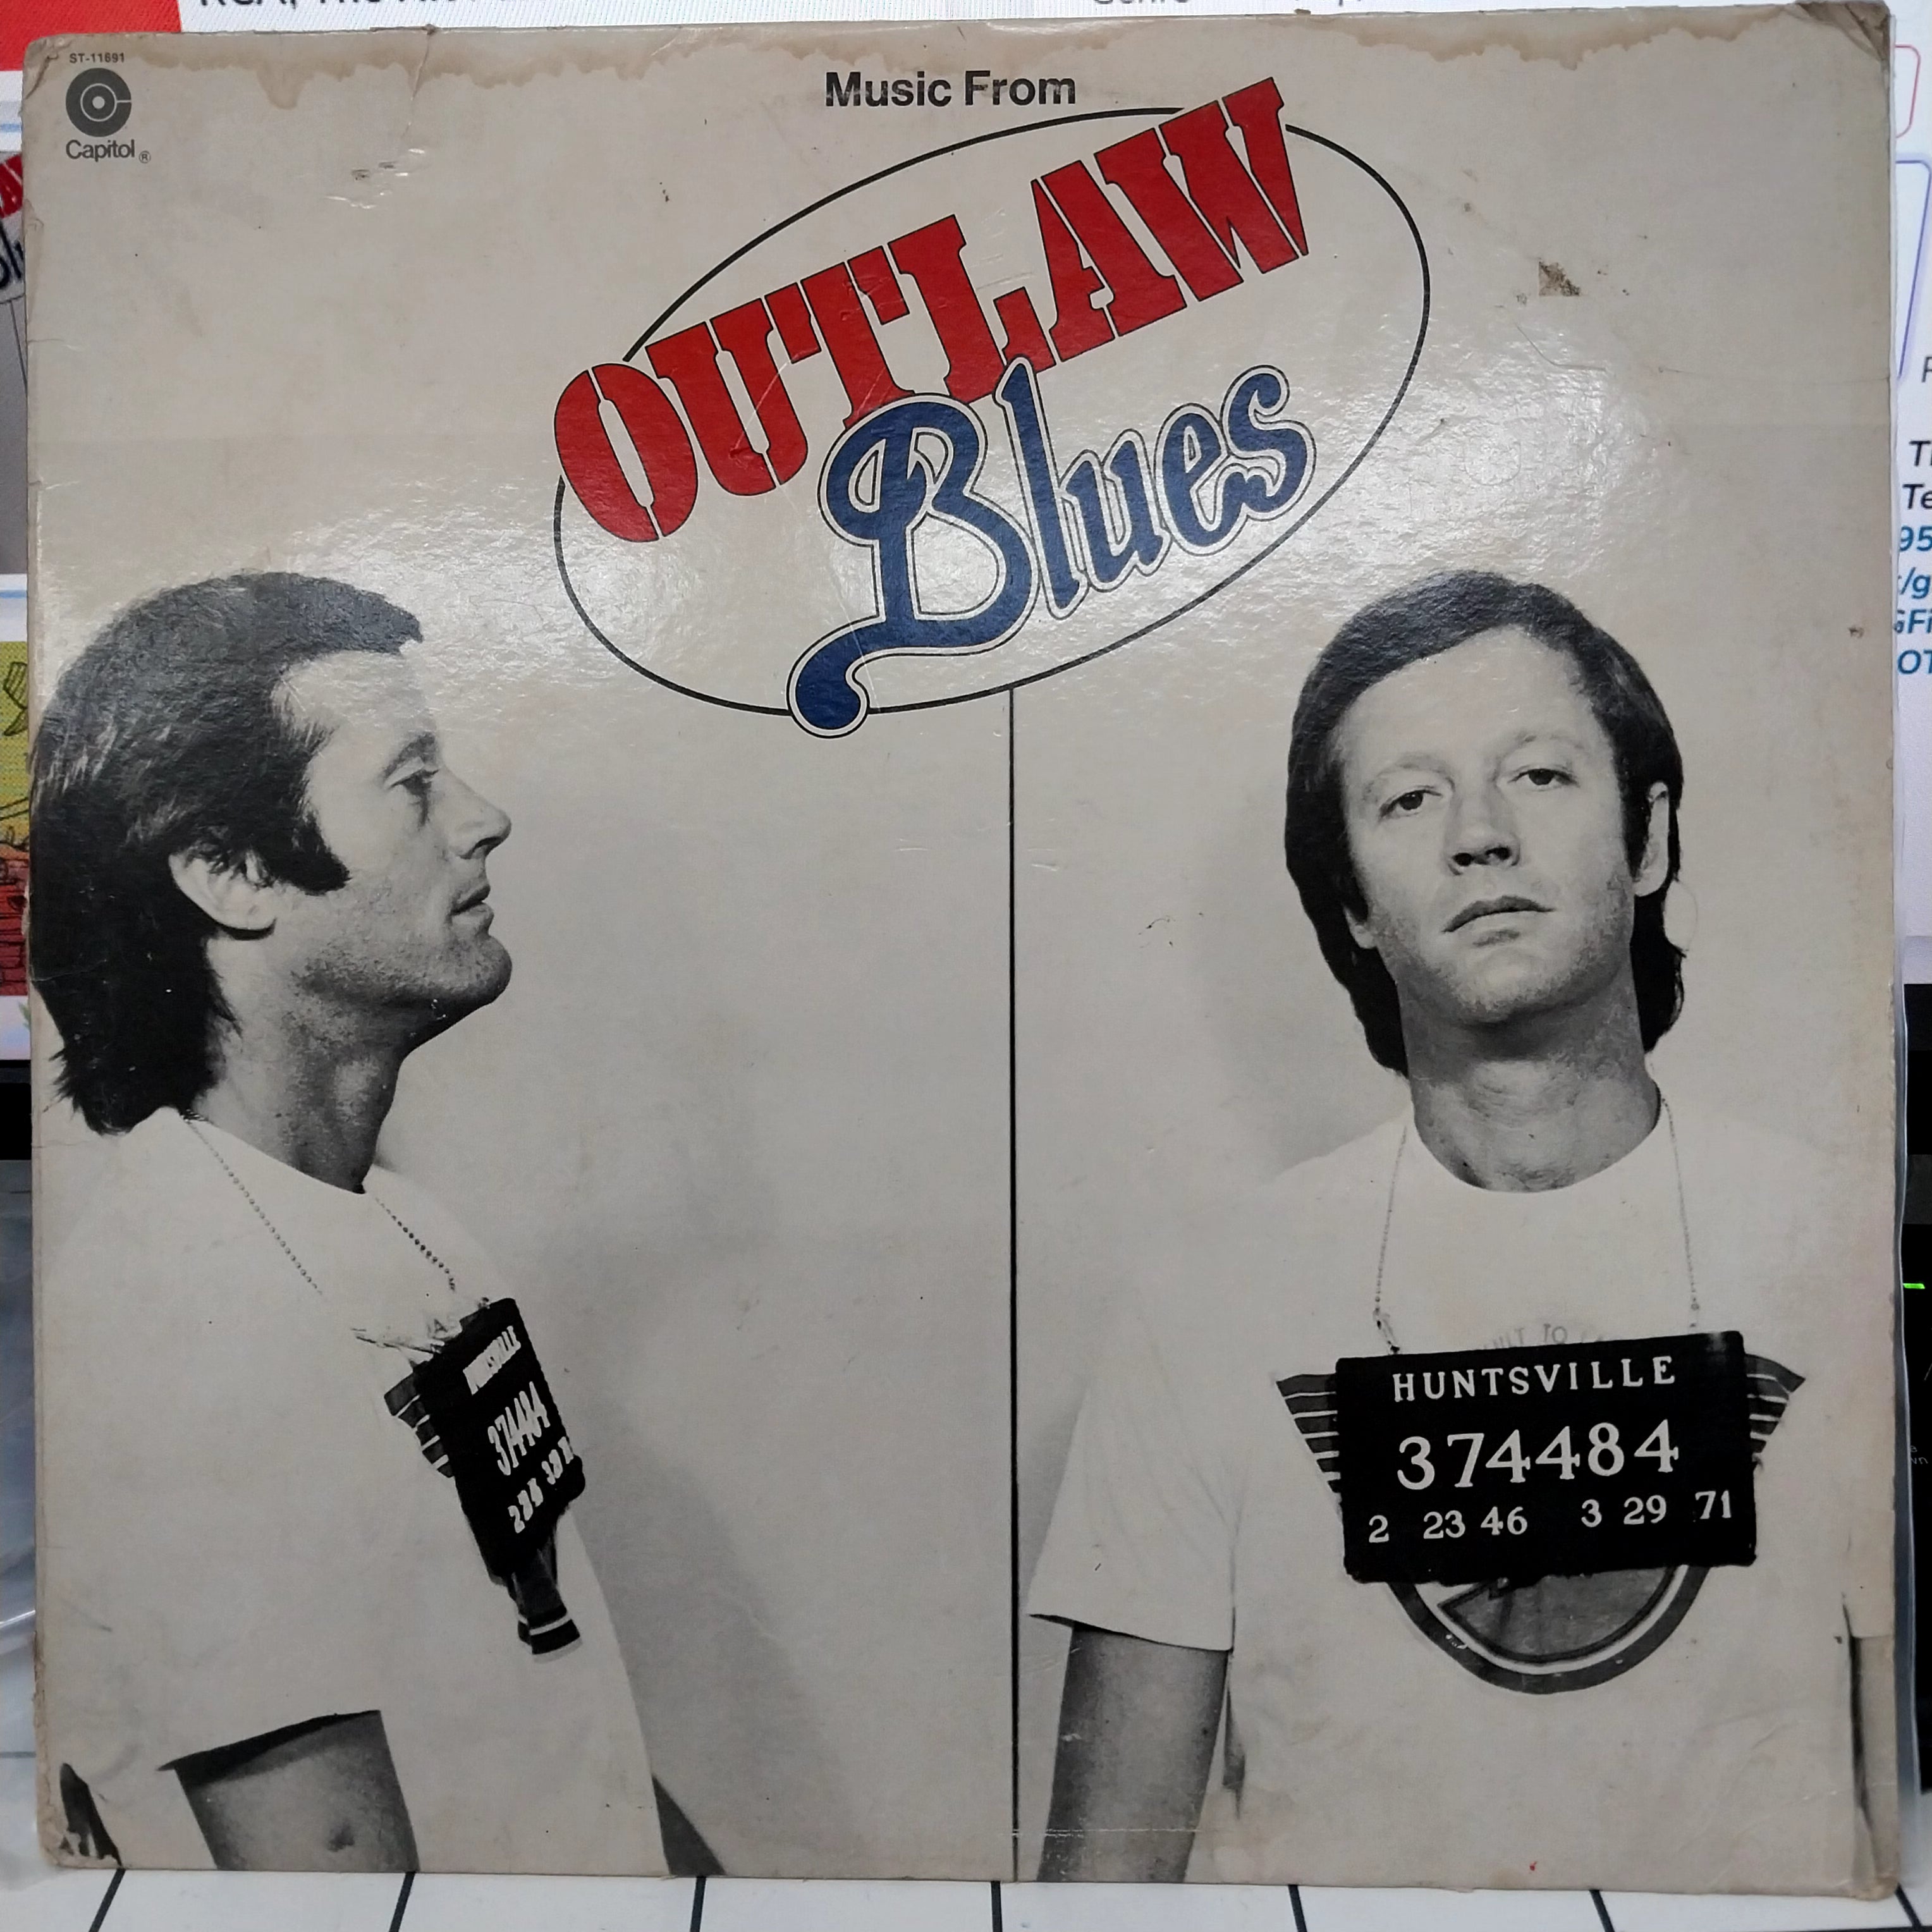 ST-11691
Capitol®
Music From
OUTLAW
Blues
HUNTSVILLE
374484
2 23 46 3 29 71
HUNTSVILLE
374484